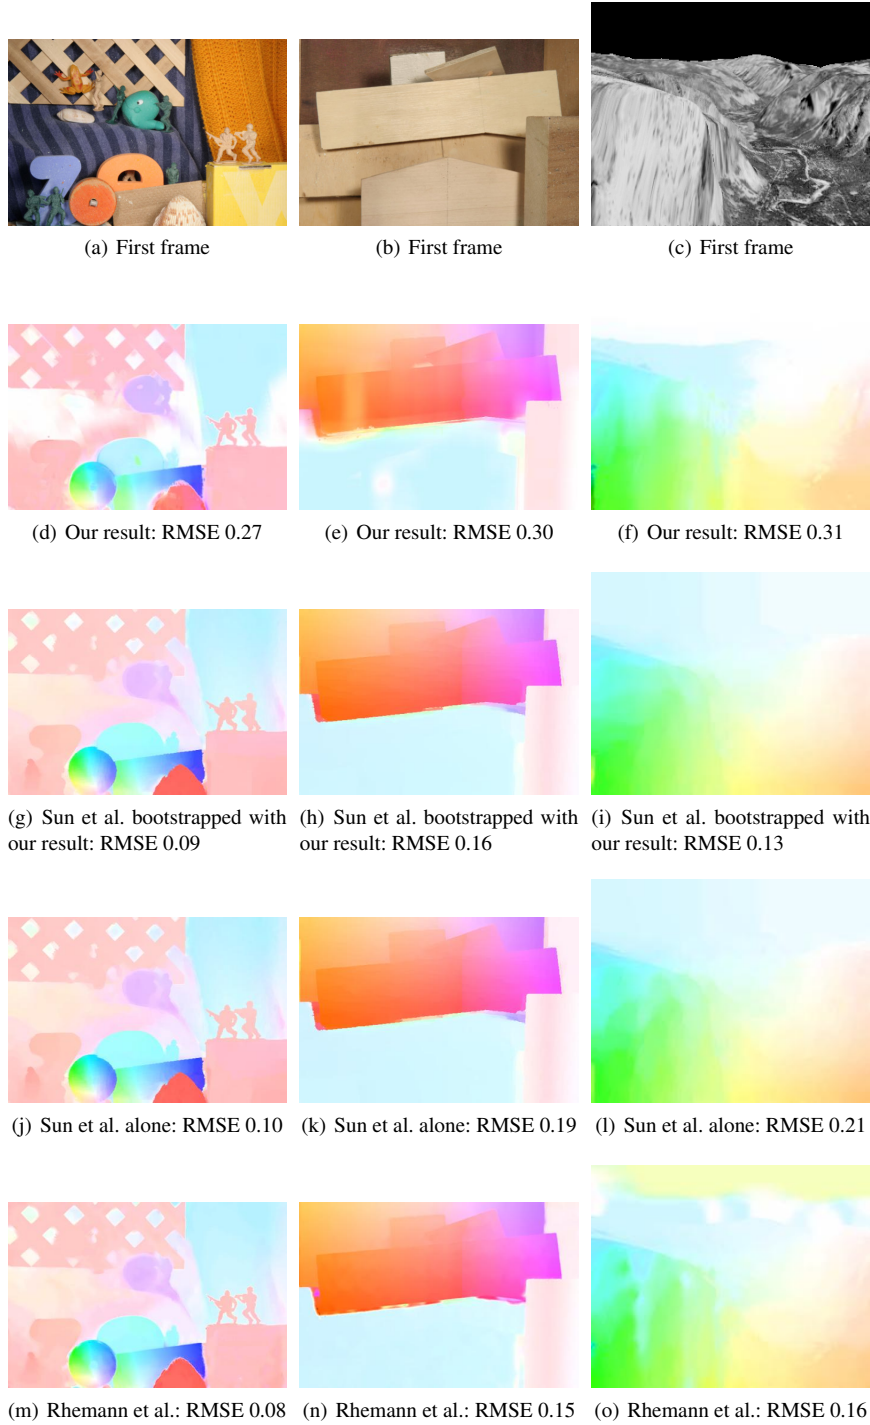 (a) First frame
(b) First frame
(c) First frame
(d) Our result: RMSE 0.27
(e) Our result: RMSE 0.30
(f) Our result: RMSE 0.31
(g) Sun et al. bootstrapped with
our result: RMSE 0.09
(h) Sun et al. bootstrapped with
our result: RMSE 0.16
(i) Sun et al. bootstrapped with
our result: RMSE 0.13
(j) Sun et al. alone: RMSE 0.10
(k) Sun et al. alone: RMSE 0.19
(l) Sun et al. alone: RMSE 0.21
(m) Rhemann et al.: RMSE 0.08
(n) Rhemann et al.: RMSE 0.15
(o) Rhemann et al.: RMSE 0.16